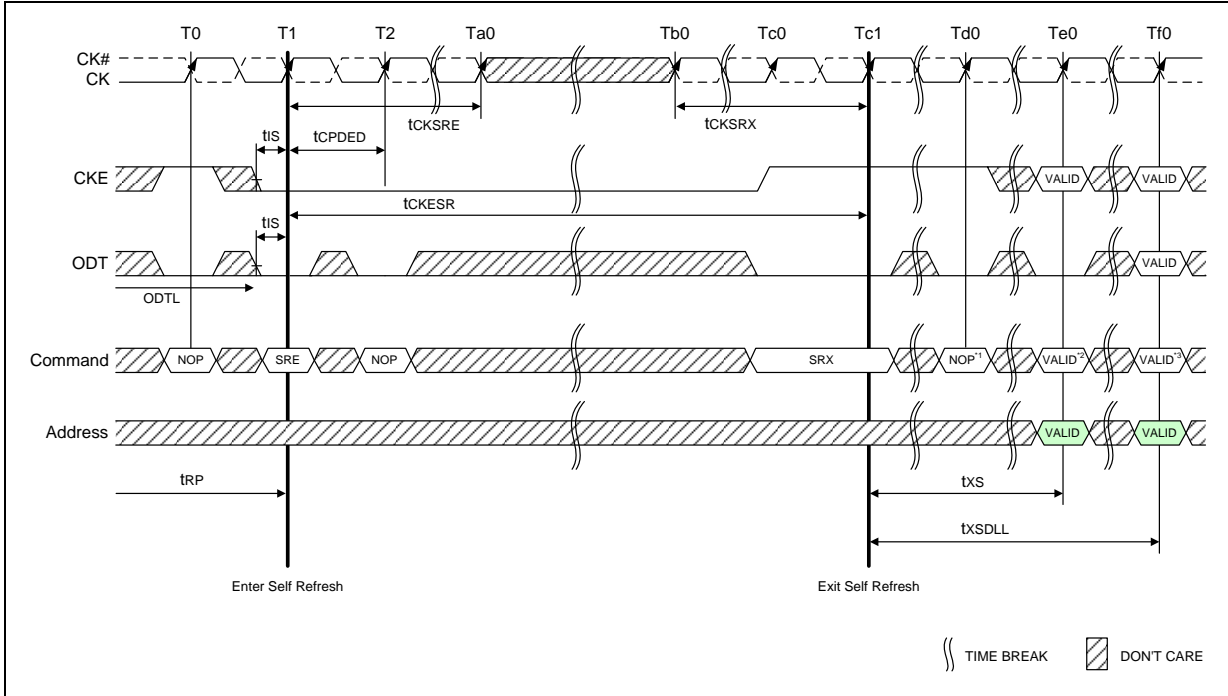 T0 T1 T2 Ta0 Tb0 Tc0 Tc1 Td0 Te0 Tf0
CK#
CK
tCKSRE
tCKSRX
tIS
tCPDED
CKE
VALID
VALID
tCKESR
tIS
ODT
VALID
ODTL
Command
NOP
SRE
NOP
SRX
NOP*1
VALID*2
VALID*3
Address
VALID
VALID
tRP
tXS
tXSDLL
Enter Self Refresh
Exit Self Refresh
TIME BREAK
DON'T CARE